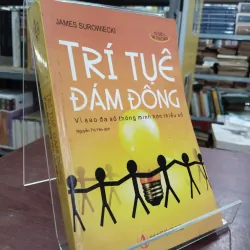 JAMES SUROWIECKI
TRÍ TUỆ
ĐÁM ĐÔNG
Vì sao đa số thông minh hơn thiểu số